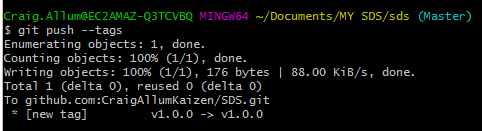 Craig.Allum@EC2AMAZ-Q3TCVBQ MINGW64 ~/Documents/MY SDS/sds (Master)
$ git push --tags
Enumerating objects: 1, done.
Counting objects: 100% (1/1), done.
Writing objects: 100% (1/1), 176 bytes | 88.00 KiB/s, done.
Total 1 (delta 0), reused 0 (delta 0)
To github.com:CraigAllumKaizen/SDS.git
 * [new tag]         v1.0.0 -> v1.0.0